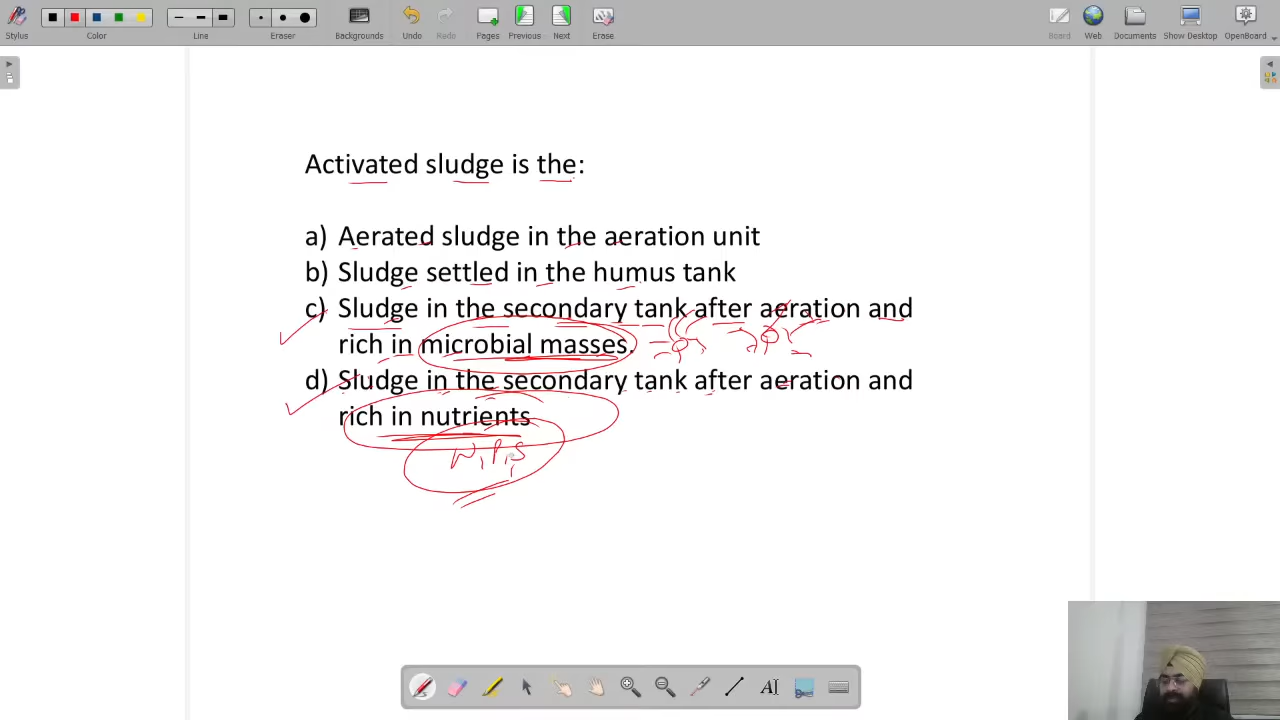 Stylus
Color
Line
Eraser
Backgrounds
Undo
Redo
Pages
Previous
Next
Erase
Board
Web
Documents
Show Desktop
OpenBoard
Activated sludge is the:
a) Aerated sludge in the aeration unit
b) Sludge settled in the humus tank
c) Sludge in the secondary tank after aeration and
rich in microbial masses.
d) Sludge in the secondary tank after aeration and
rich in nutrients
N, P, S